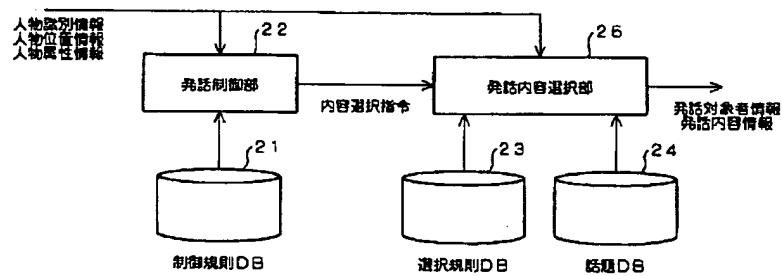 人物識別情報
人物位置情報
人物属性情報
22
26
発話制御部
内容選択指令
発話内容選択部
発話対象者情報
発話内容情報
21
23
24
制御規則DB
選択規則DB
話題DB